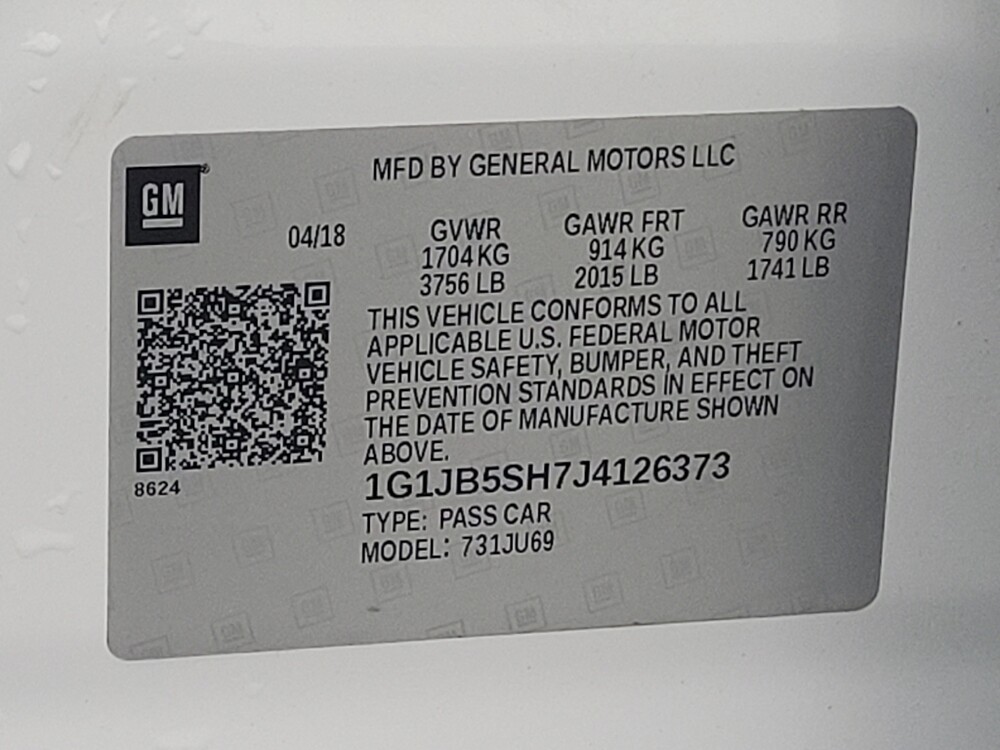 GM®
MFD BY GENERAL MOTORS LLC
04/18
GVWR GAWR FRT GAWR RR
1704 KG 914 KG 790 KG
3756 LB 2015 LB 1741 LB
THIS VEHICLE CONFORMS TO ALL
APPLICABLE U.S. FEDERAL MOTOR
VEHICLE SAFETY, BUMPER, AND THEFT
PREVENTION STANDARDS IN EFFECT ON
THE DATE OF MANUFACTURE SHOWN
ABOVE.
8624
1G1JB5SH7J4126373
TYPE: PASS CAR
MODEL: 731JU69